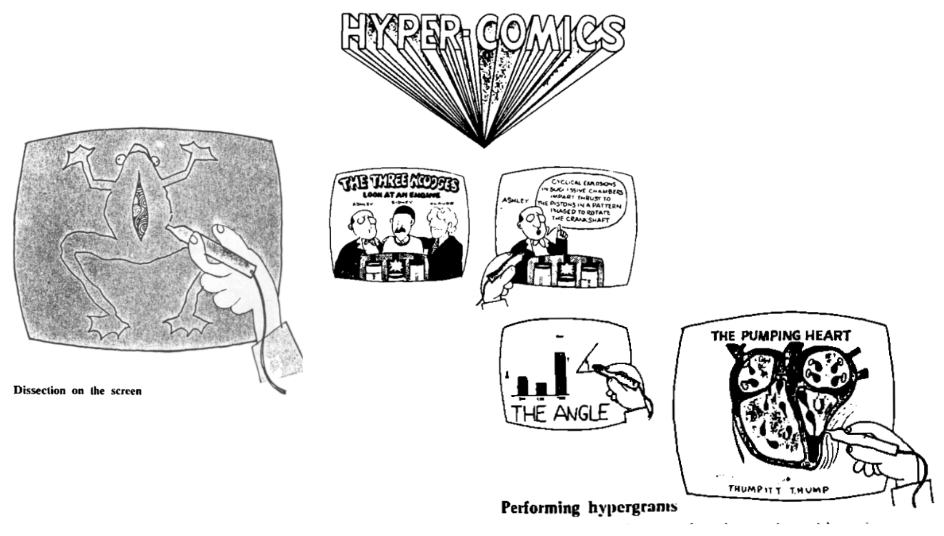 HYPER-COMICS
THE THREE
LOOK AT AN ENGINE
ASHLEY SIDNEY
ASHLEY
CYCLICAL EXPLOSIONS
IN SUCCESSIVE CHAMBERS
IMPART THRUST TO
THE PISTONS IN A PATTERN
PHASED TO ROTATE
THE CRANKSHAFT
Dissection on the screen
THE ANGLE
THE PUMPING HEART
THUMPITT THUMP
Performing hypergrams